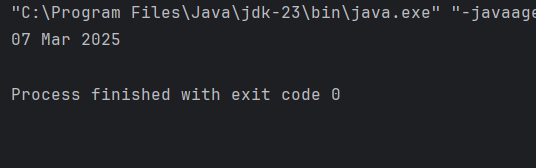 "C:\Program Files\Java\jdk-23\bin\java.exe" "-javaage
07 Mar 2025
Process finished with exit code 0